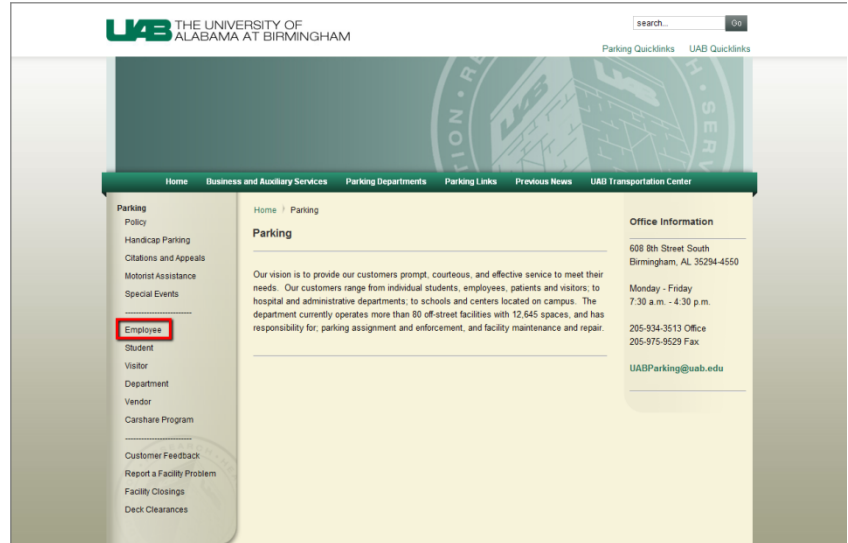 UAB THE UNIVERSITY OF
ALABAMA AT BIRMINGHAM
search...
Go
Parking Quicklinks UAB Quicklinks
UAB
Home Business and Auxiliary Services Parking Departments Parking Links Previous News UAB Transportation Center
Parking
Policy
Handicap Parking
Citations and Appeals
Motorist Assistance
Special Events
------------------------
Employee
Student
Visitor
Department
Vendor
Carshare Program
------------------------
Customer Feedback
Report a Facility Problem
Facility Closings
Deck Clearances
Home Parking
Parking
Our vision is to provide our customers prompt, courteous, and effective service to meet their
needs. Our customers range from individual students, employees, patients and visitors; to
hospital and administrative departments; to schools and centers located on campus. The
department currently operates more than 80 off-street facilities with 12,645 spaces, and has
responsibility for; parking assignment and enforcement, and facility maintenance and repair.
Office Information
608 8th Street South
Birmingham, AL 35294-4550
Monday - Friday
7:30 a.m. - 4:30 p.m.
205-934-3513 Office
205-975-9529 Fax
UABParking@uab.edu